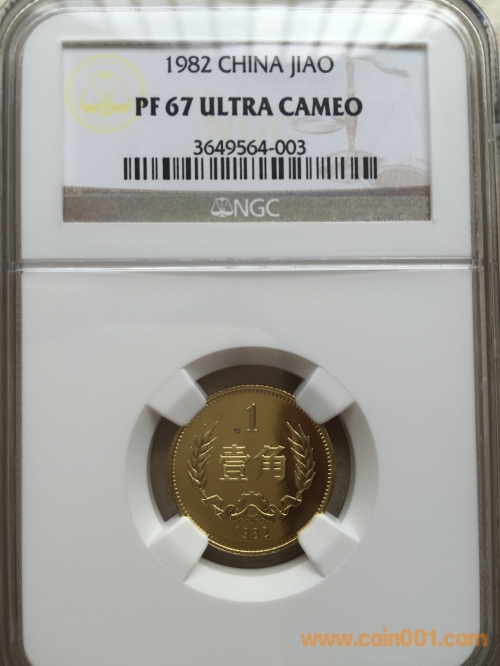 1982 CHINA JIAO
PF 67 ULTRA CAMEO
3649564-003
NGC
1
壹角
1982
www.coin001.com